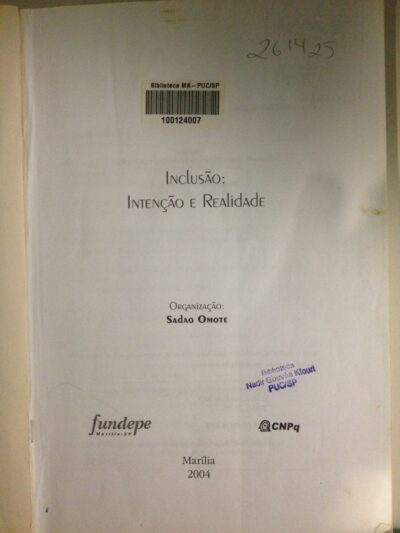 261425
Biblioteca MA - PUC/SP
100124007
Inclusão:
Intenção e Realidade
Organização:
Sadao Omote
Biblioteca
Nadir Gouvêa Kfouri
PUC/SP
fundepe
Marília-SP
CNPq
Marília
2004